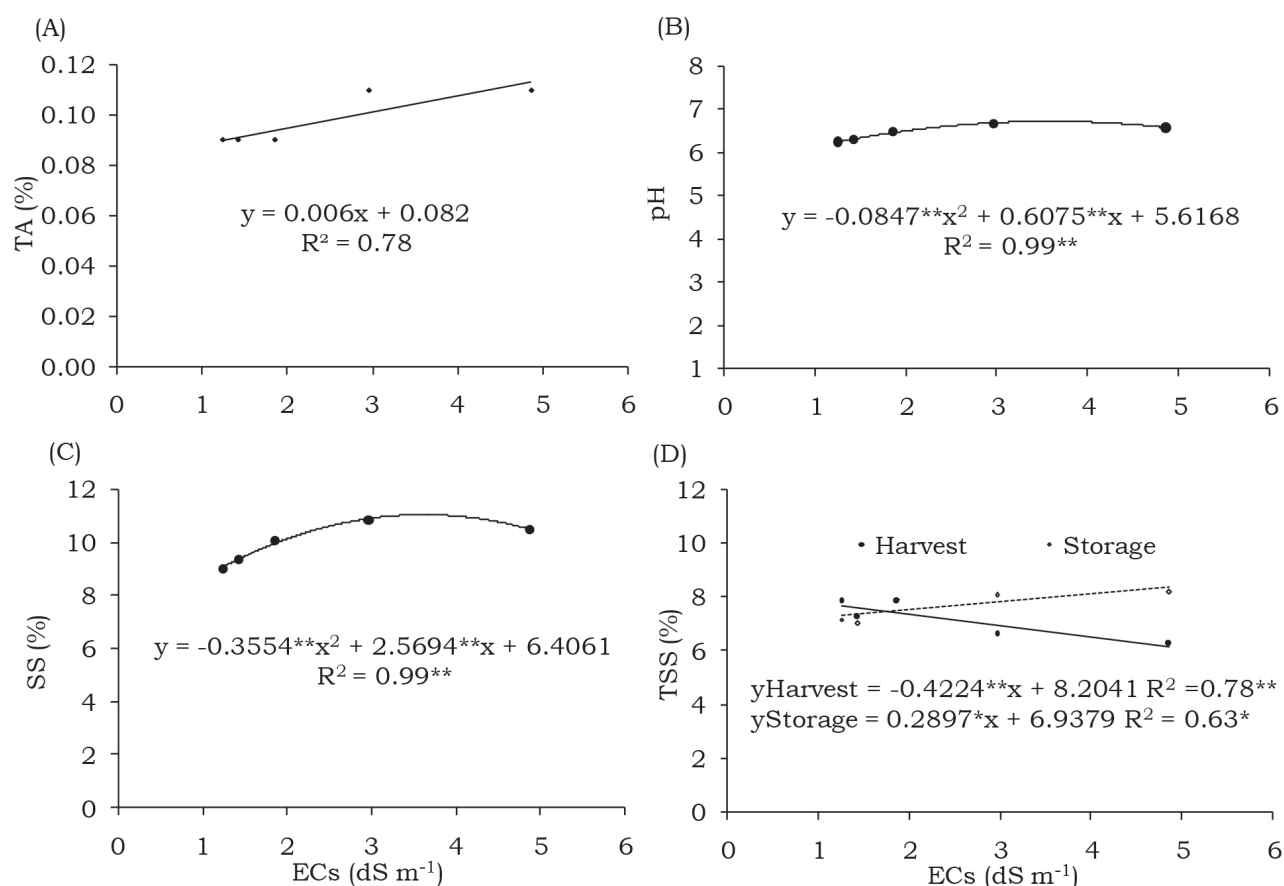 (A)
TA (%)
0.12
0.10
0.08
0.06
0.04
0.02
0.00
y = 0.006x + 0.082
R² = 0.78
0 1 2 3 4 5 6
(B)
pH
8
7
6
5
4
3
2
1
y = -0.0847**x² + 0.6075**x + 5.6168
R² = 0.99**
0 1 2 3 4 5 6
(C)
SS (%)
12
10
8
6
4
2
0
y = -0.3554**x² + 2.5694**x + 6.4061
R² = 0.99**
0 1 2 3 4 5 6
ECs (dS m⁻¹)
(D)
TSS (%)
12
10
8
6
4
2
0
Harvest Storage
yHarvest = -0.4224**x + 8.2041 R² =0.78**
yStorage = 0.2897*x + 6.9379 R² = 0.63*
0 1 2 3 4 5 6
ECs (dS m⁻¹)